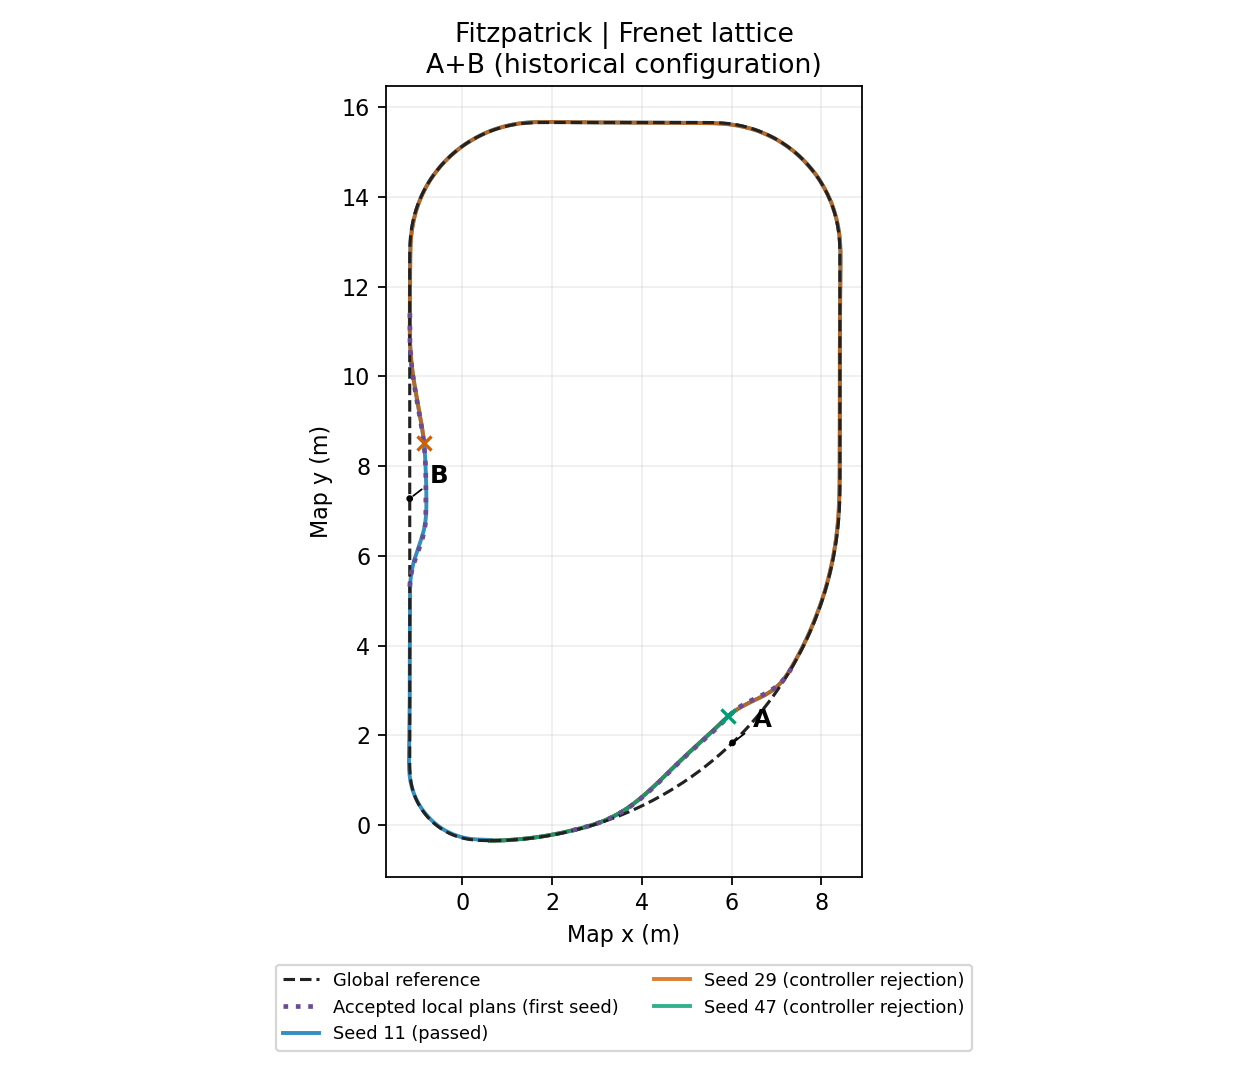 Fitzpatrick | Frenet lattice
A+B (historical configuration)
16
14
12
10
8
6
4
2
0
Map y (m)
B
A
0 2 4 6 8
Map x (m)
Global reference
Accepted local plans (first seed)
Seed 11 (passed)
Seed 29 (controller rejection)
Seed 47 (controller rejection)